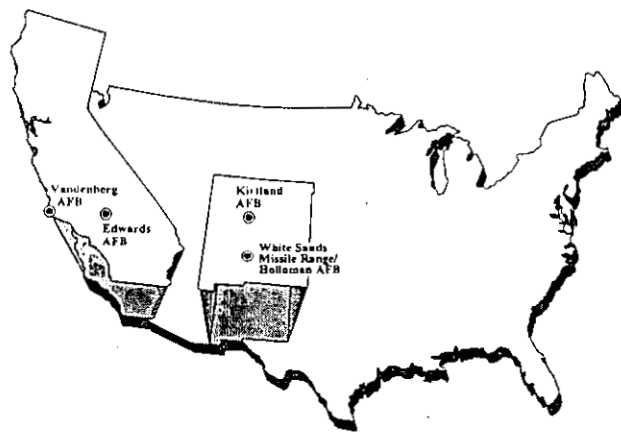 Vandenberg
AFB
Edwards
AFB
Kirtland
AFB
White Sands
Missile Range/
Holloman AFB